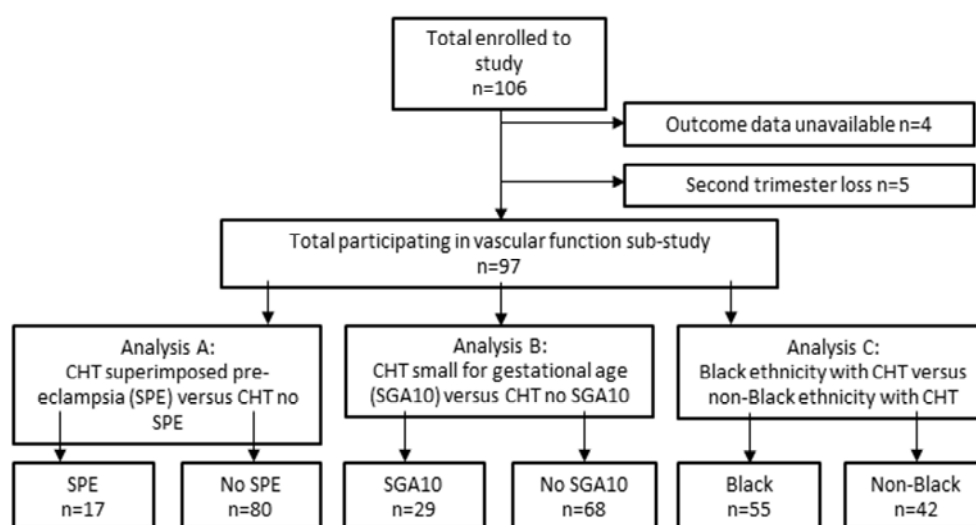 Total enrolled to
study
n=106
Outcome data unavailable n=4
Second trimester loss n=5
Total participating in vascular function sub-study
n=97
Analysis A:
CHT superimposed pre-
eclampsia (SPE) versus CHT no
SPE
Analysis B:
CHT small for gestational age
(SGA10) versus CHT no SGA10
Analysis C:
Black ethnicity with CHT versus
non-Black ethnicity with CHT
SPE
n=17
No SPE
n=80
SGA10
n=29
No SGA10
n=68
Black
n=55
Non-Black
n=42